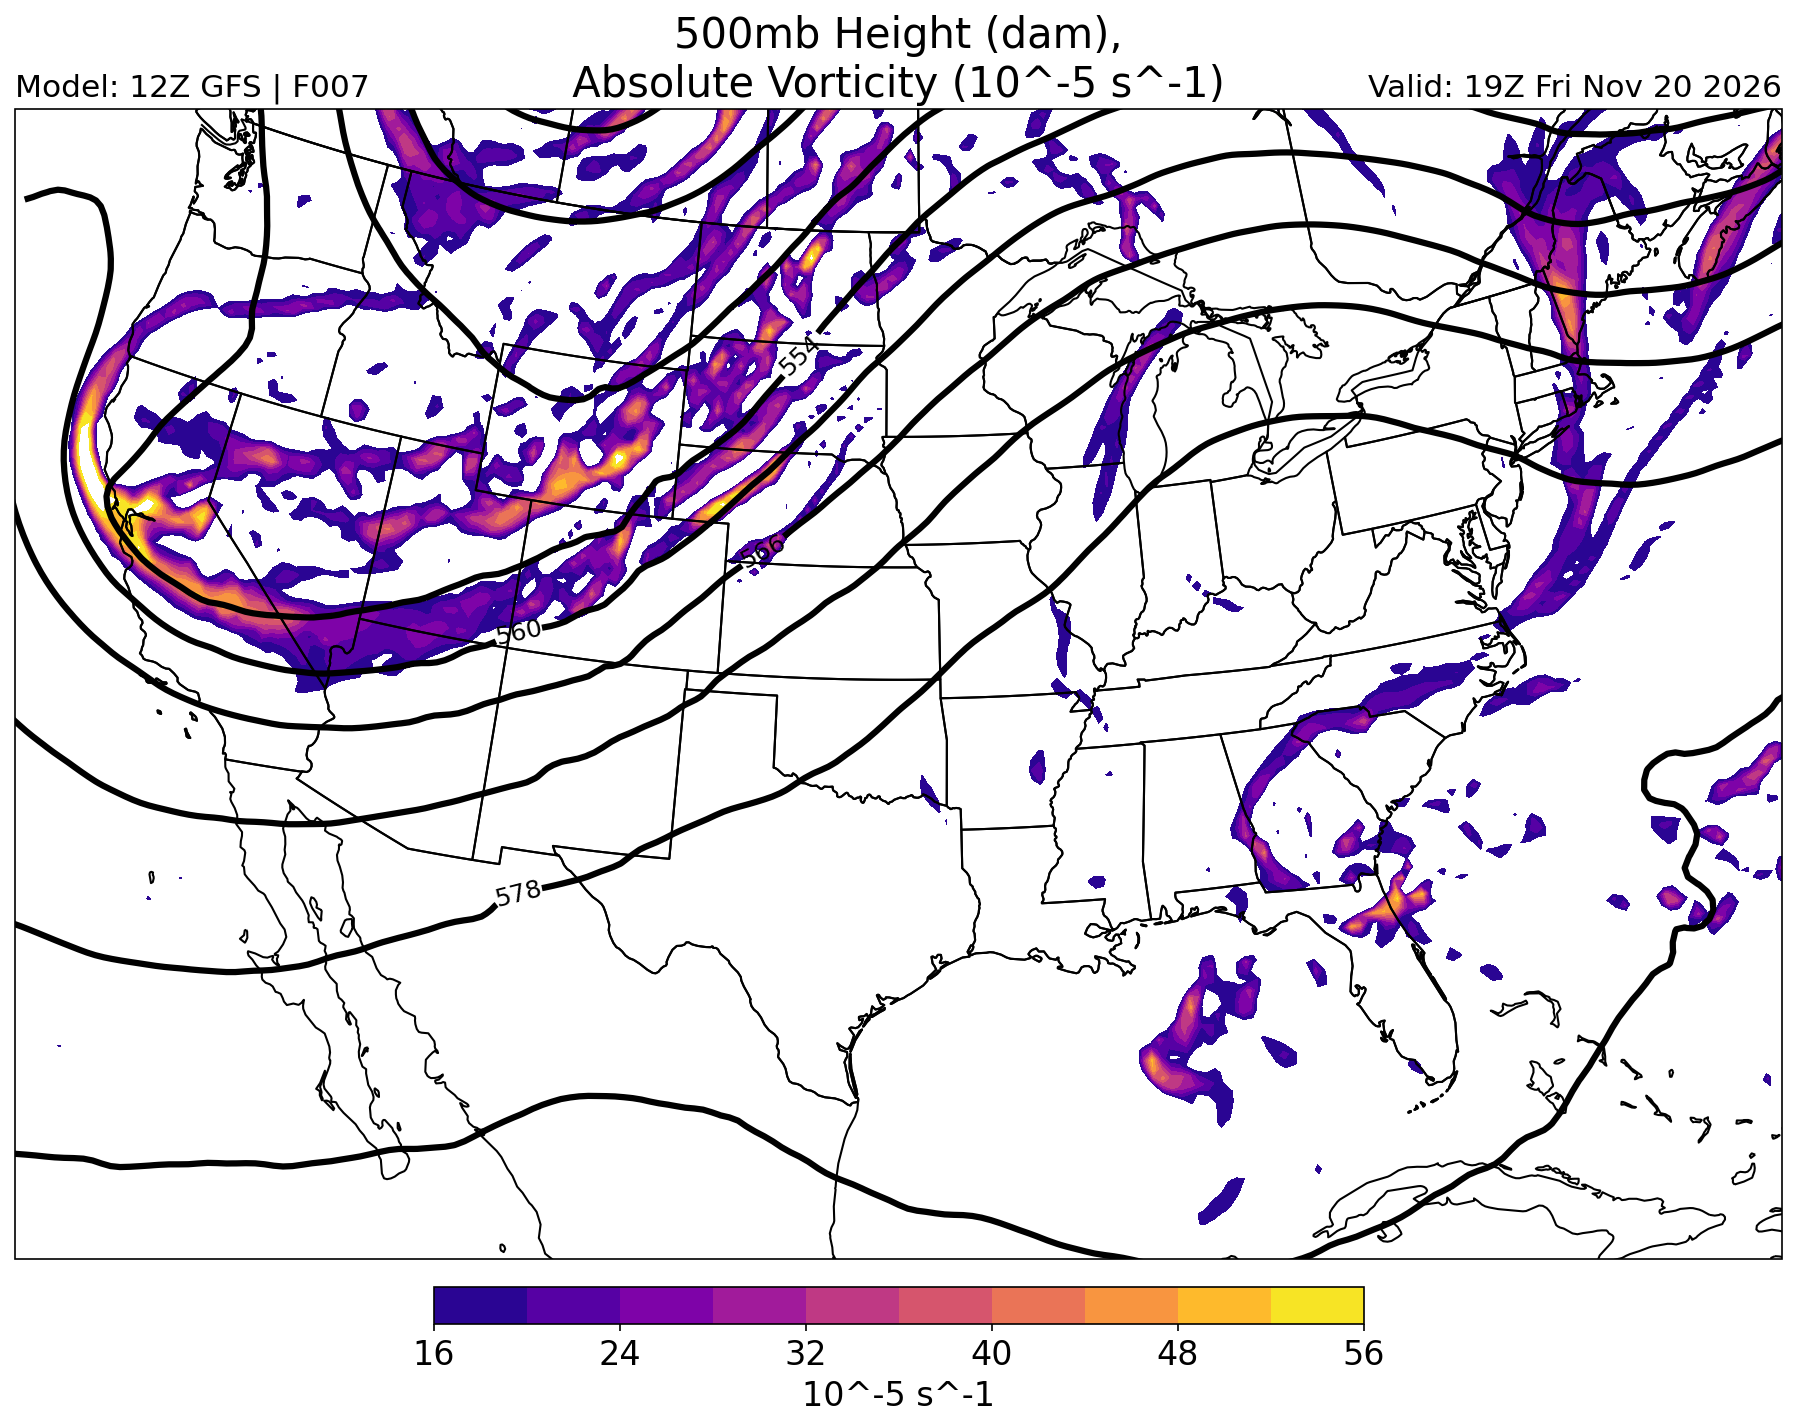 500mb Height (dam),
Model: 12Z GFS | F007
Absolute Vorticity (10^-5 s^-1)
Valid: 19Z Fri Nov 20 2026
554
566
560
578
16 24 32 40 48 56
10^-5 s^-1